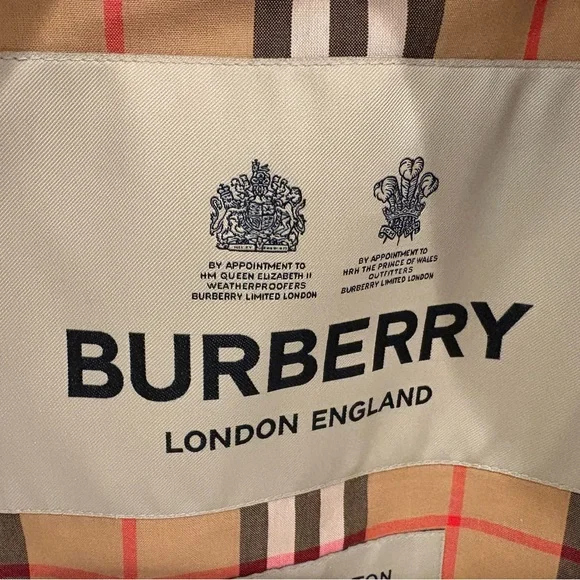 BY APPOINTMENT TO
HM QUEEN ELIZABETH II
WEATHERPROOFERS
BURBERRY LIMITED LONDON
BY APPOINTMENT TO
HRH THE PRINCE OF WALES
OUTFITTERS
BURBERRY LIMITED LONDON
BURBERRY
LONDON ENGLAND